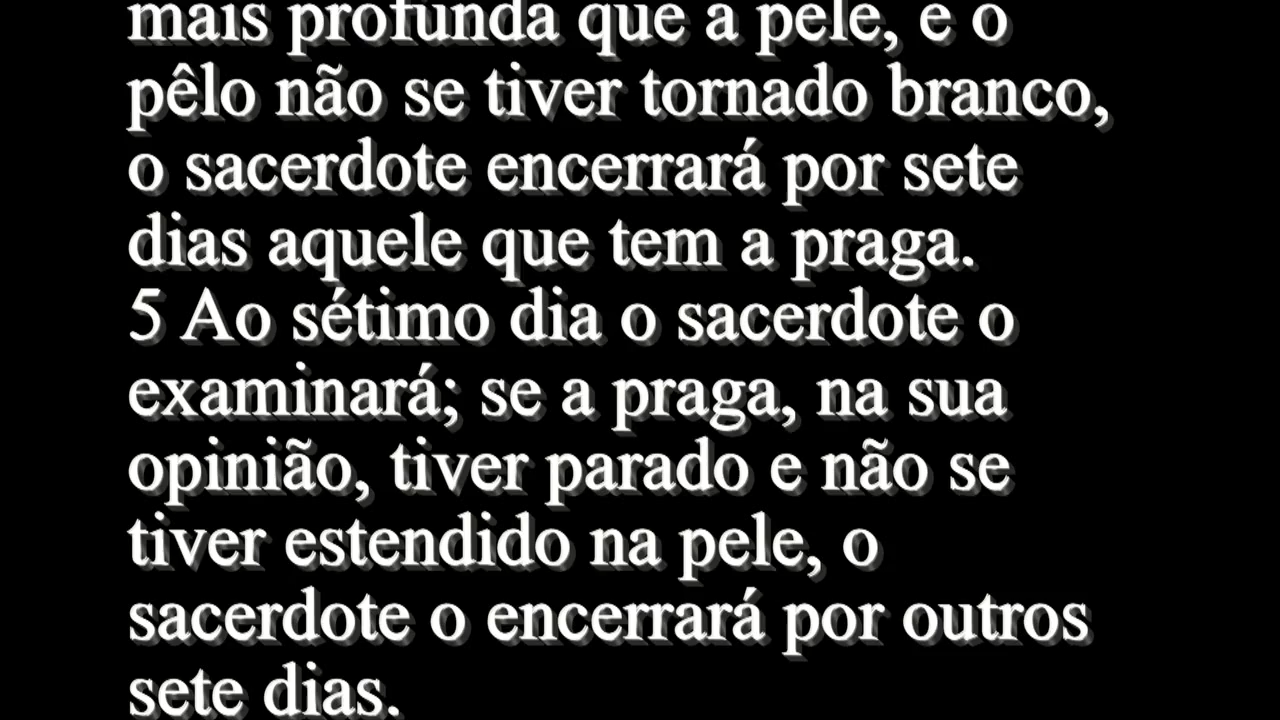 mais profunda que a pele, e o
pêlo não se tiver tornado branco,
o sacerdote encerrará por sete
dias aquele que tem a praga.
5 Ao sétimo dia o sacerdote o
examinará; se a praga, na sua
opinião, tiver parado e não se
tiver estendido na pele, o
sacerdote o encerrará por outros
sete dias.